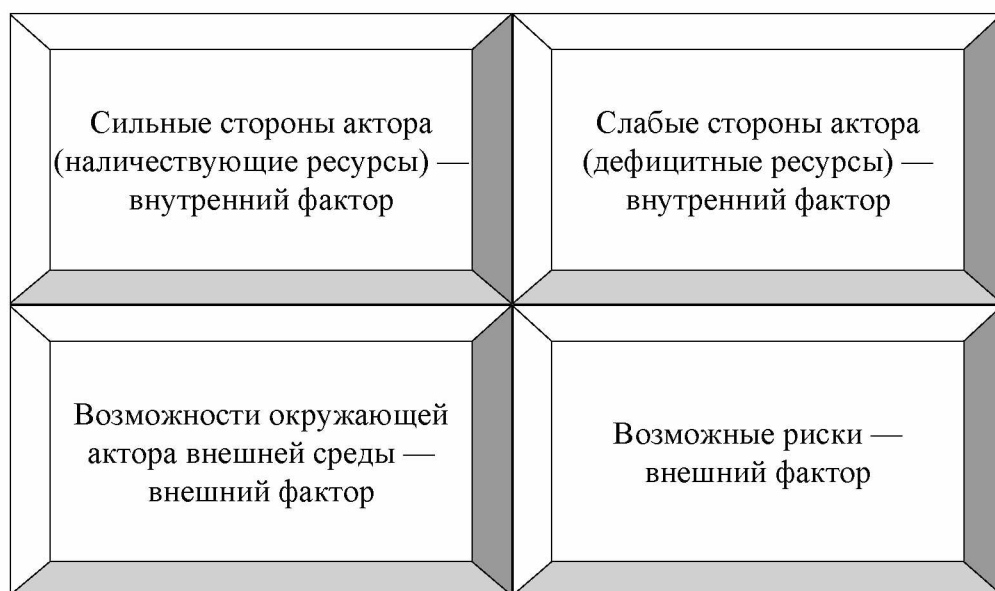 Сильные стороны актора
(наличествующие ресурсы) —
внутренний фактор
Слабые стороны актора
(дефицитные ресурсы) —
внутренний фактор
Возможности окружающей
актора внешней среды —
внешний фактор
Возможные риски —
внешний фактор